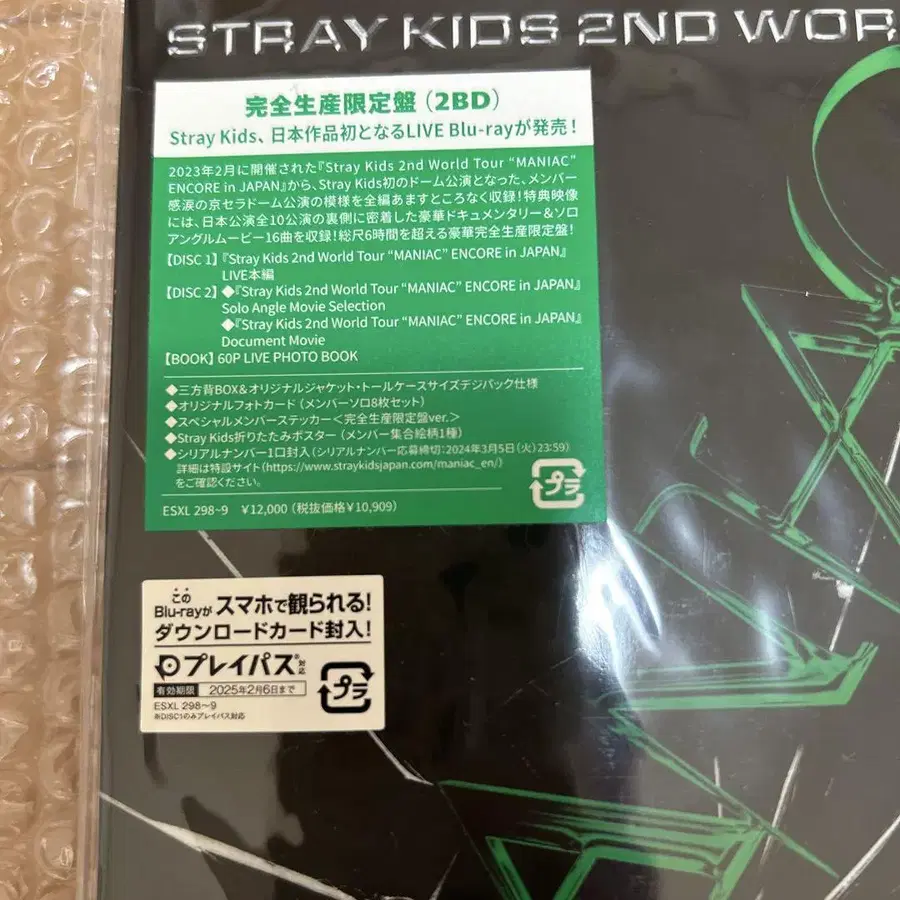 STRAY KIDS 2ND WOR
完全生産限定盤(2BD)
Stray Kids、日本作品初となるLIVE Blu-rayが発売!
2023年2月に開催された『Stray Kids 2nd World Tour “MANIAC”
ENCORE in JAPAN』から、Stray Kids初のドーム公演となった、メンバー
感涙の京セラドーム公演の模様を全編あますところなく収録!特典映像
には、日本公演全10公演の裏側に密着した豪華ドキュメンタリー&ソロ
アングルムービー16曲を収録!総尺6時間を超える豪華完全生産限定盤!
【DISC 1】『Stray Kids 2nd World Tour “MANIAC” ENCORE in JAPAN』
LIVE本編
【DISC 2】◆『Stray Kids 2nd World Tour “MANIAC” ENCORE in JAPAN』
Solo Angle Movie Selection
◆『Stray Kids 2nd World Tour “MANIAC” ENCORE in JAPAN』
Document Movie
【BOOK】60P LIVE PHOTO BOOK
◆三方背BOX&オリジナルジャケット・トールケースサイズデジパック仕様
◆オリジナルフォトカード(メンバーソロ8枚セット)
◆スペシャルメンバーステッカー<完全生産限定盤ver.>
◆Stray Kids折りたたみポスター(メンバー集合絵柄1種)
◆シリアルナンバー1口封入(シリアルナンバー応募締切:2024年3月5日(火)23:59)
詳細は特設サイト(https://www.straykidsjapan.com/maniac_en/)
をご確認ください。
プラ
ESXL 298~9 ¥12,000(税抜価格¥10,909)
この
Blu-rayが スマホで観られる!
ダウンロードカード封入!
プレイパス®対応
有効期限 2025年2月6日まで
ESXL 298~9
※DISC1のみプレイパス対応
プラ